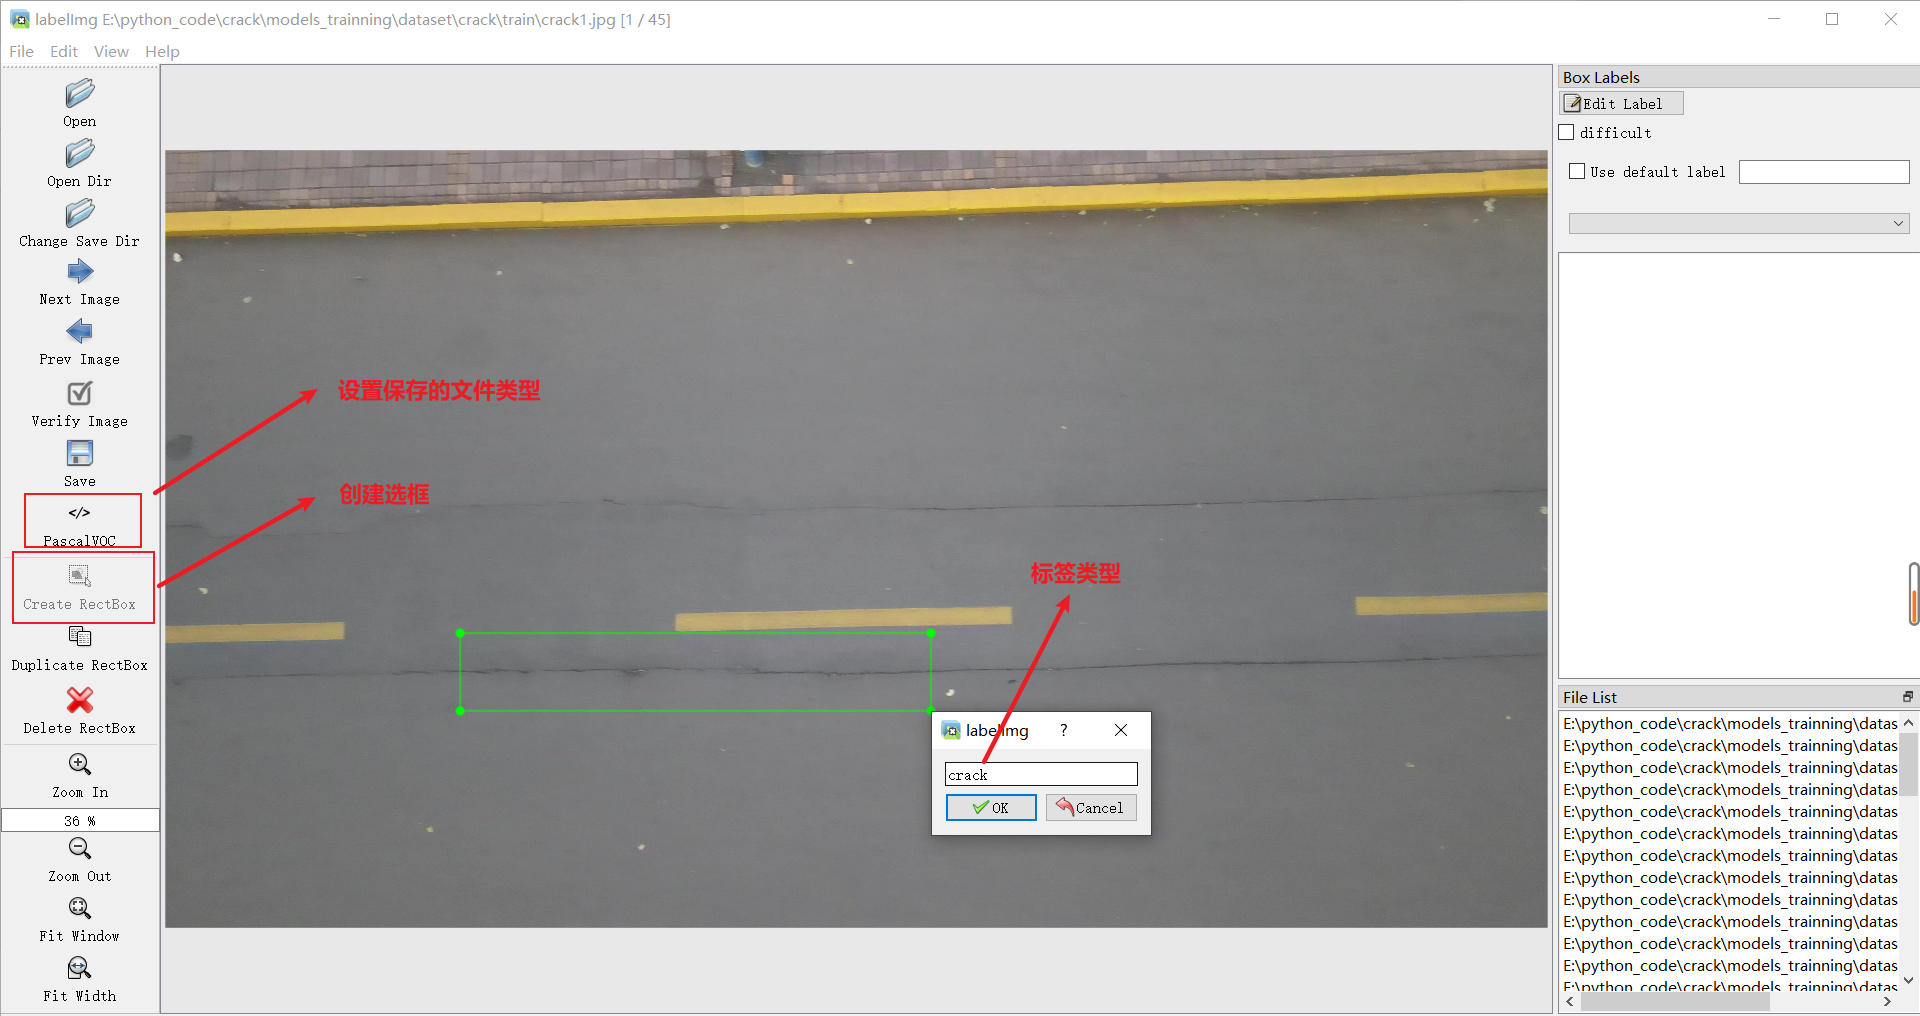 labelImg E:\python_code\crack\models_trainning\dataset\crack\train\crack1.jpg [1 / 45]
File Edit View Help
Open
Open Dir
Change Save Dir
Next Image
Prev Image
Verify Image
Save
</>
PascalVOC
Create RectBox
Duplicate RectBox
Delete RectBox
Zoom In
36 %
Zoom Out
Fit Window
Fit Width
设置保存的文件类型
创建选框
标签类型
labelImg ?
crack
OK Cancel
Box Labels
Edit Label
difficult
Use default label
File List
E:\python_code\crack\models_trainning\datas
E:\python_code\crack\models_trainning\datas
E:\python_code\crack\models_trainning\datas
E:\python_code\crack\models_trainning\datas
E:\python_code\crack\models_trainning\datas
E:\python_code\crack\models_trainning\datas
E:\python_code\crack\models_trainning\datas
E:\python_code\crack\models_trainning\datas
E:\python_code\crack\models_trainning\datas
E:\python_code\crack\models_trainning\datas
E:\python_code\crack\models_trainning\datas
E:\python_code\crack\models_trainning\datas
E:\python_code\crack\models_trainning\datas